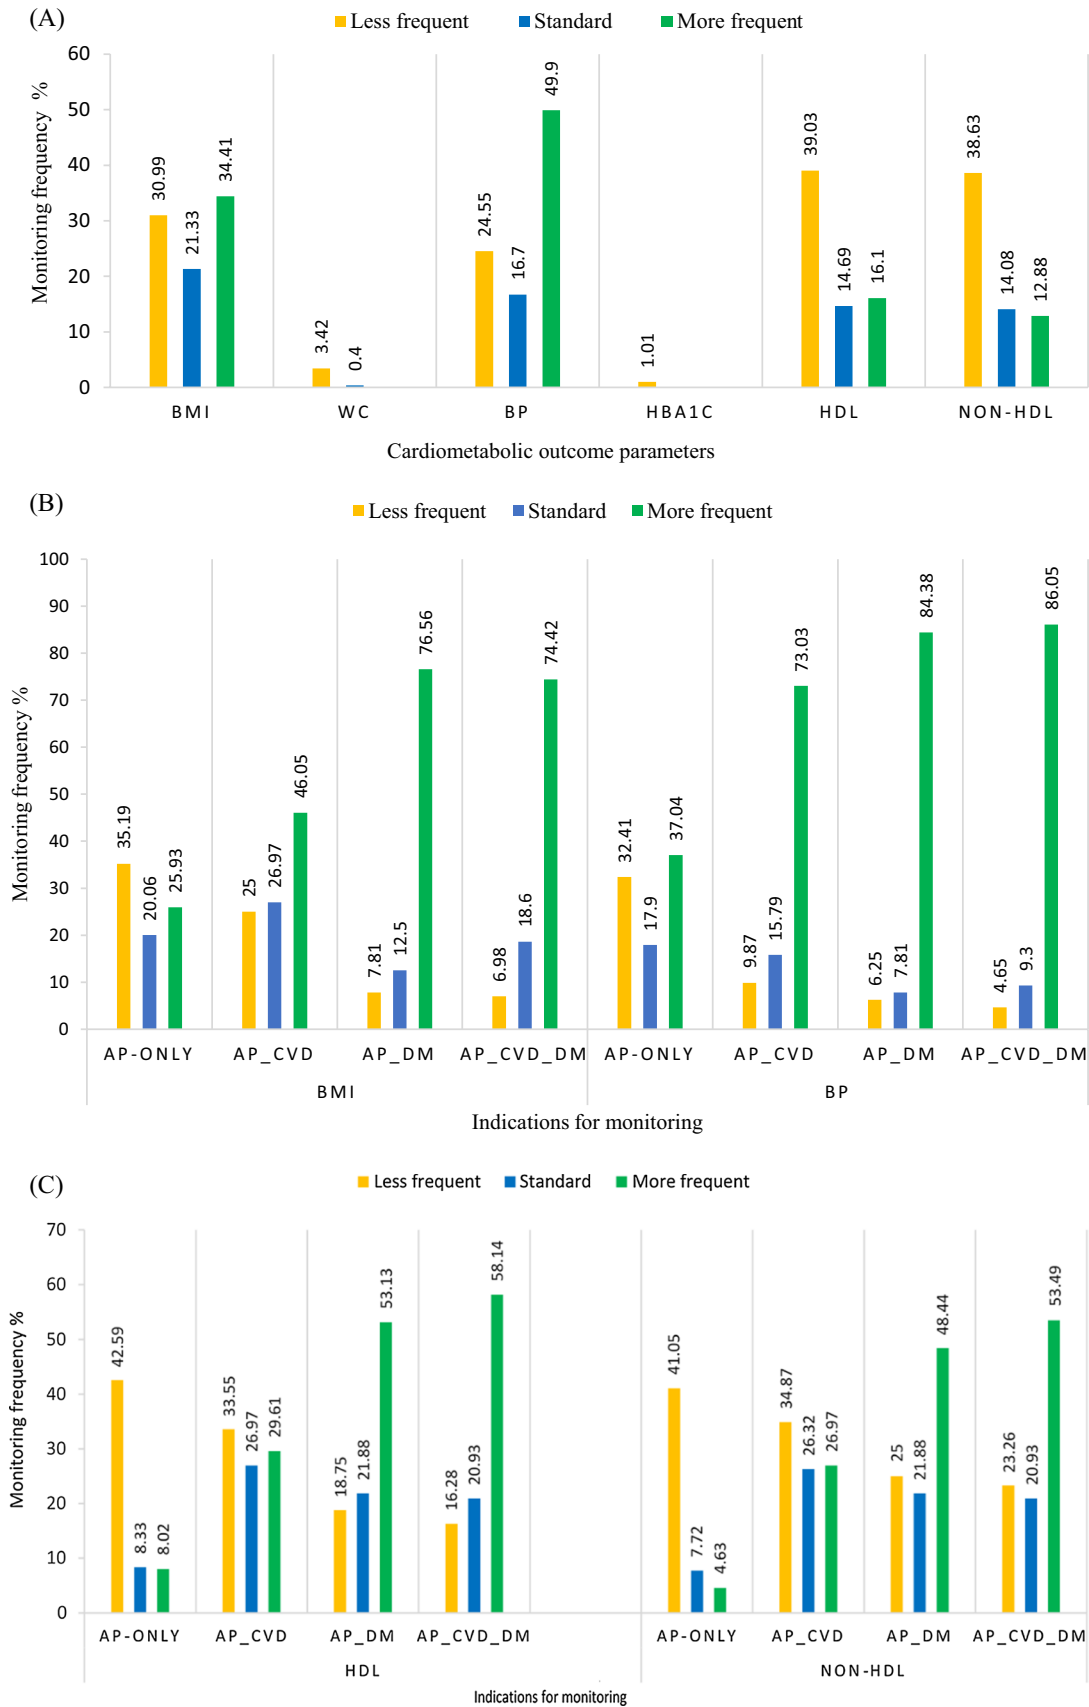 (A)
Less frequent Standard More frequent
Monitoring frequency %
60
50
40
30
20
10
0
30.99 21.33 34.41
3.42 0.4
24.55 16.7 49.9
1.01
39.03 14.69 16.1
38.63 14.08 12.88
BMI WC BP HBA1C HDL NON-HDL
Cardiometabolic outcome parameters
(B)
Less frequent Standard More frequent
Monitoring frequency %
100
90
80
70
60
50
40
30
20
10
0
35.19 20.06 25.93
25 26.97 46.05
7.81 12.5 76.56
6.98 18.6 74.42
32.41 17.9 37.04
9.87 15.79 73.03
6.25 7.81 84.38
4.65 9.3 86.05
AP-ONLY AP_CVD AP_DM AP_CVD_DM AP-ONLY AP_CVD AP_DM AP_CVD_DM
BMI BP
Indications for monitoring
(C)
Less frequent Standard More frequent
Monitoring frequency %
70
60
50
40
30
20
10
0
42.59 8.33 8.02
33.55 26.97 29.61
18.75 21.88 53.13
16.28 20.93 58.14
41.05 7.72 4.63
34.87 26.32 26.97
25 21.88 48.44
23.26 20.93 53.49
AP-ONLY AP_CVD AP_DM AP_CVD_DM AP-ONLY AP_CVD AP_DM AP_CVD_DM
HDL NON-HDL
Indications for monitoring